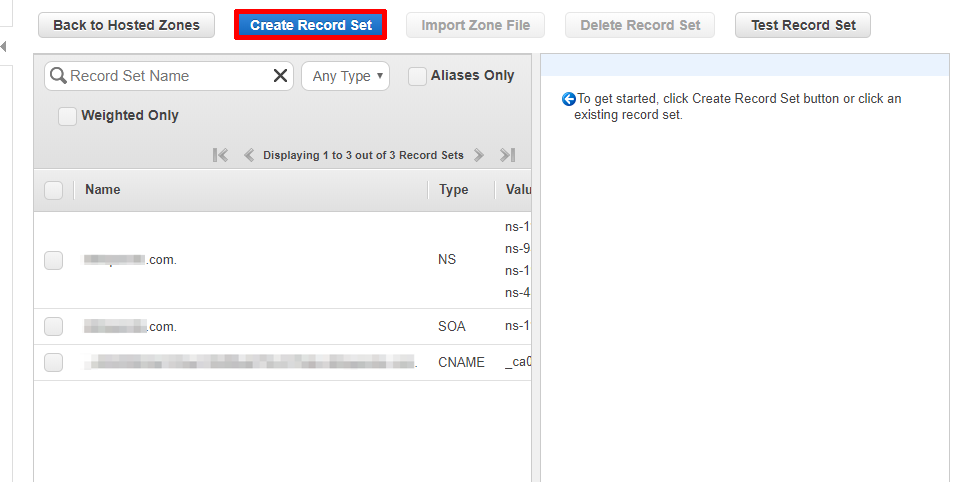 Back to Hosted Zones Create Record Set Import Zone File Delete Record Set Test Record Set
Record Set Name Any Type Aliases Only
Weighted Only
Displaying 1 to 3 out of 3 Record Sets
Name Type Valu
ns-1
ns-9
.com. NS
ns-1
ns-4
.com. SOA ns-1
. CNAME _ca0
To get started, click Create Record Set button or click an
existing record set.